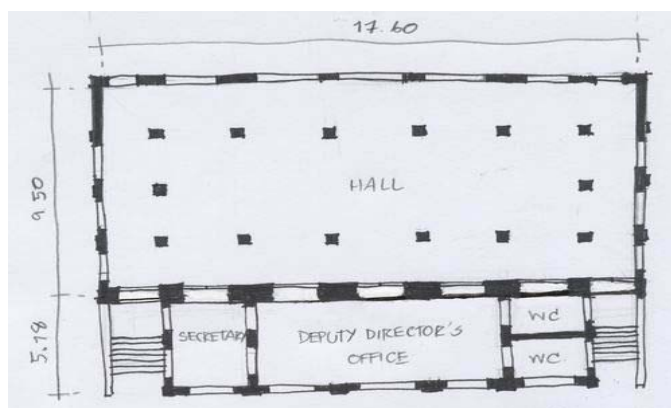 17.60
9.50
HALL
5.18
SECRETARY
DEPUTY DIRECTOR'S
OFFICE
WC
WC